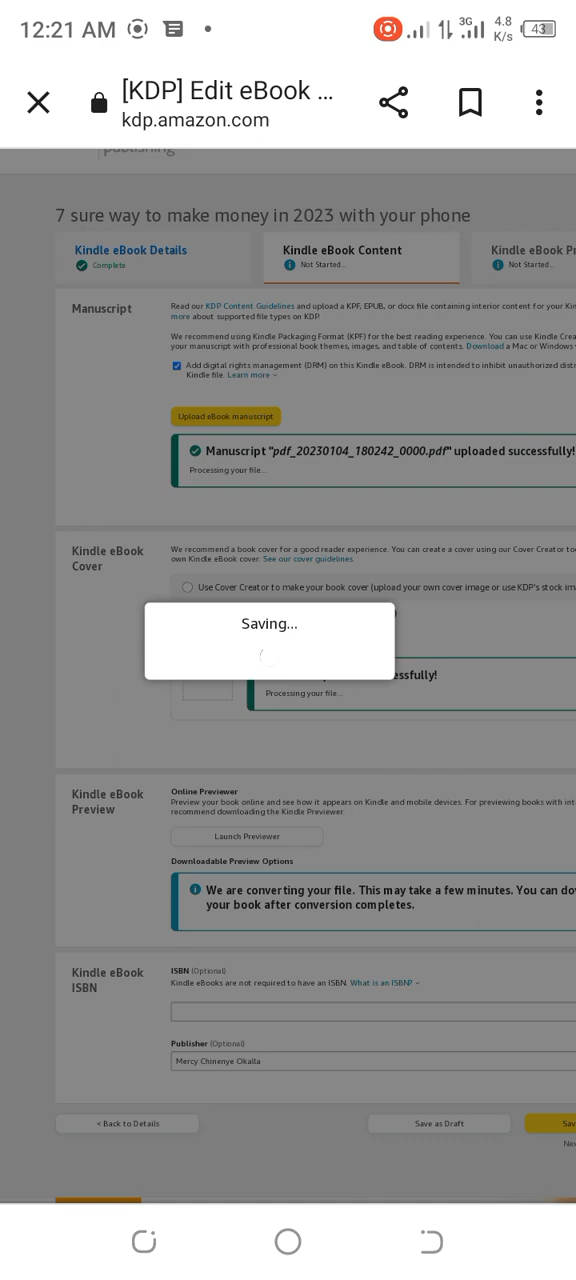 12:21 AM
3G
4.8
K/s
43
[KDP] Edit eBook ...
kdp.amazon.com
publishing
7 sure way to make money in 2023 with your phone
Kindle eBook Details
Complete
Kindle eBook Content
Not Started...
Kindle eBook Pr
Not Started...
Manuscript
Read our KDP Content Guidelines and upload a KPF, EPUB, or docx file containing interior content for your Kin
more about supported file types on KDP.
We recommend using Kindle Packaging Format (KPF) for the best reading experience. You can use Kindle Crea
your manuscript with professional book themes, images, and table of contents. Download a Mac or Windows
Add digital rights management (DRM) on this Kindle eBook. DRM is intended to inhibit unauthorized distr
Kindle file. Learn more
Upload eBook manuscript
Manuscript "pdf_20230104_180242_0000.pdf" uploaded successfully!
Processing your file...
Kindle eBook
Cover
We recommend a book cover for a good reader experience. You can create a cover using our Cover Creator to
own Kindle eBook cover. See our cover guidelines.
Use Cover Creator to make your book cover (upload your own cover image or use KDP's stock im
Saving...
essfully!
Processing your file...
Kindle eBook
Preview
Online Previewer
Preview your book online and see how it appears on Kindle and mobile devices. For previewing books with int
recommend downloading the Kindle Previewer.
Launch Previewer
Downloadable Preview Options
We are converting your file. This may take a few minutes. You can do
your book after conversion completes.
Kindle eBook
ISBN
ISBN (Optional)
Kindle eBooks are not required to have an ISBN. What is an ISBN?
Publisher (Optional)
Mercy Chinenye Okalla
< Back to Details
Save as Draft
Sav
Nex